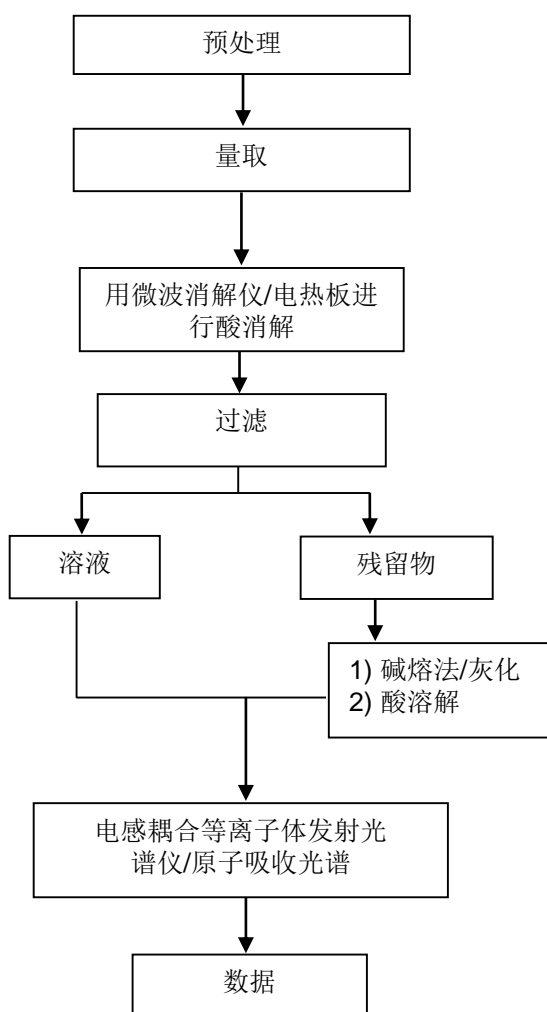 预处理
量取
用微波消解仪/电热板进
行酸消解
过滤
溶液
残留物
1) 碱熔法/灰化
2) 酸溶解
电感耦合等离子体发射光
谱仪/原子吸收光谱
数据